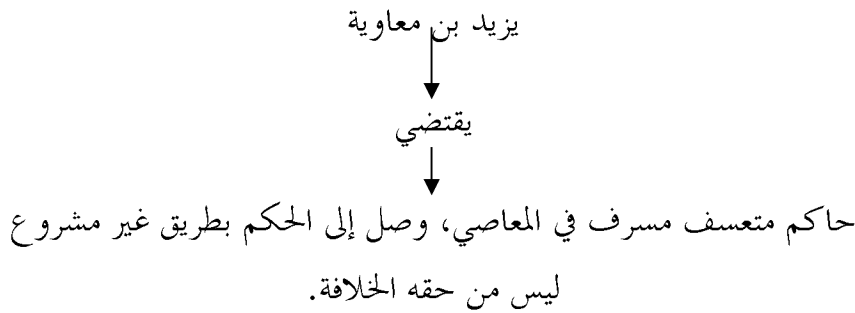 يزيد بن معاوية
يقتضي
حاكم متعسف مسرف في المعاصي، وصل إلى الحكم بطريق غير مشروع
ليس من حقه الخلافة.